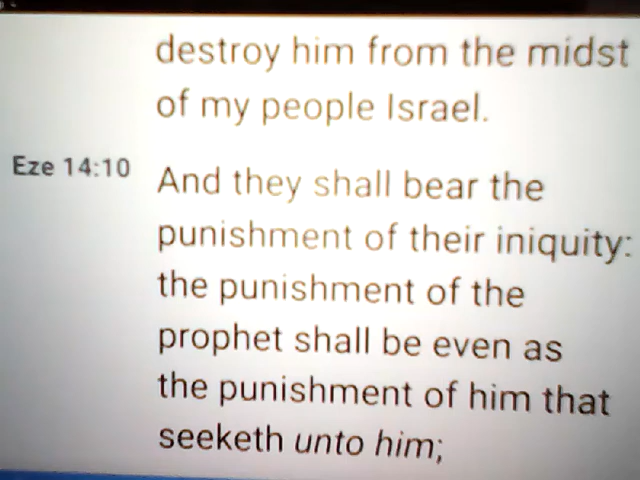 destroy him from the midst
of my people Israel.
Eze 14:10
And they shall bear the
punishment of their iniquity:
the punishment of the
prophet shall be even as
the punishment of him that
seeketh unto him;